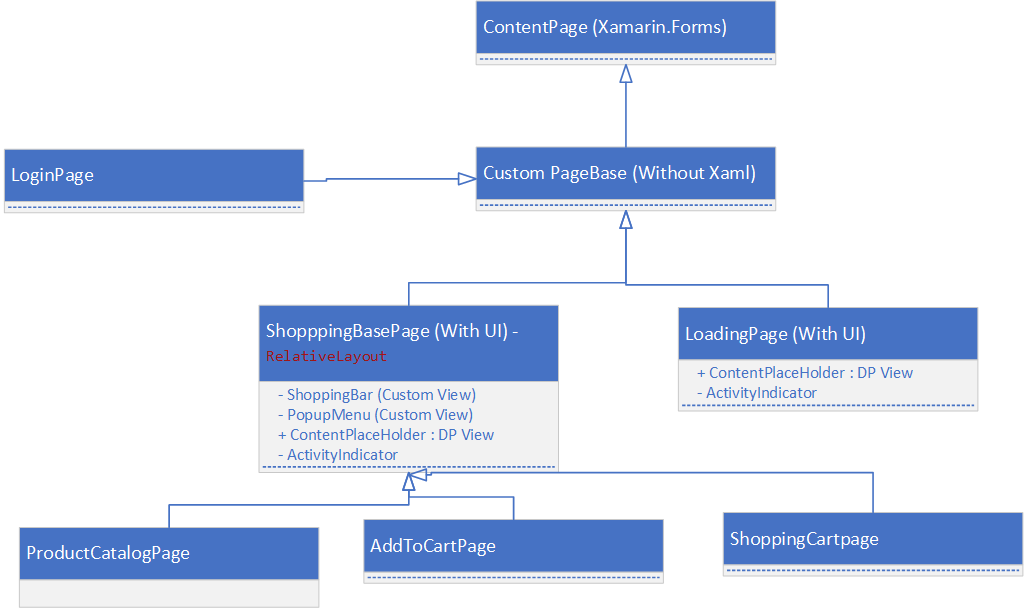 ContentPage (Xamarin.Forms)
LoginPage
Custom PageBase (Without Xaml)
ShopppingBasePage (With UI) -
RelativeLayout
- ShoppingBar (Custom View)
- PopupMenu (Custom View)
+ ContentPlaceHolder : DP View
- ActivityIndicator
LoadingPage (With UI)
+ ContentPlaceHolder : DP View
- ActivityIndicator
ProductCatalogPage
AddToCartPage
ShoppingCartpage